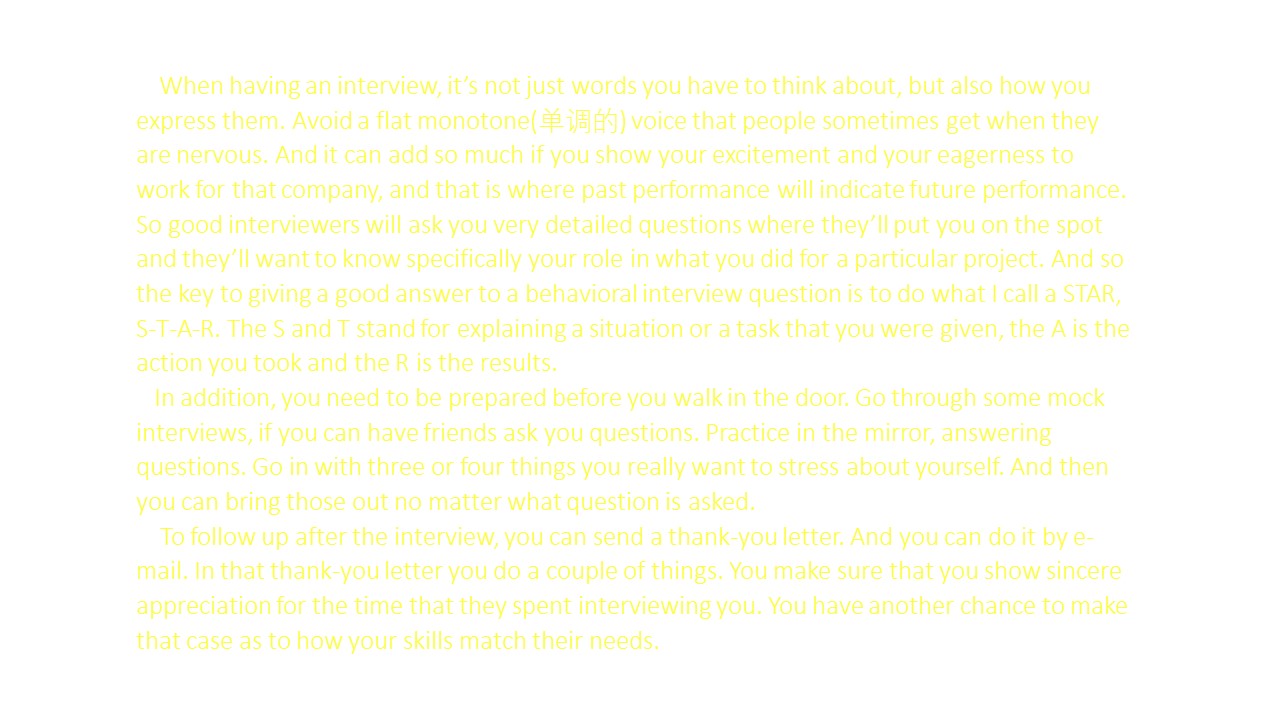 When having an interview, it’s not just words you have to think about, but also how you
express them. Avoid a flat monotone(单调的) voice that people sometimes get when they
are nervous. And it can add so much if you show your excitement and your eagerness to
work for that company, and that is where past performance will indicate future performance.
So good interviewers will ask you very detailed questions where they’ll put you on the spot
and they’ll want to know specifically your role in what you did for a particular project. And so
the key to giving a good answer to a behavioral interview question is to do what I call a STAR,
S-T-A-R. The S and T stand for explaining a situation or a task that you were given, the A is the
action you took and the R is the results.
In addition, you need to be prepared before you walk in the door. Go through some mock
interviews, if you can have friends ask you questions. Practice in the mirror, answering
questions. Go in with three or four things you really want to stress about yourself. And then
you can bring those out no matter what question is asked.
To follow up after the interview, you can send a thank-you letter. And you can do it by e-
mail. In that thank-you letter you do a couple of things. You make sure that you show sincere
appreciation for the time that they spent interviewing you. You have another chance to make
that case as to how your skills match their needs.